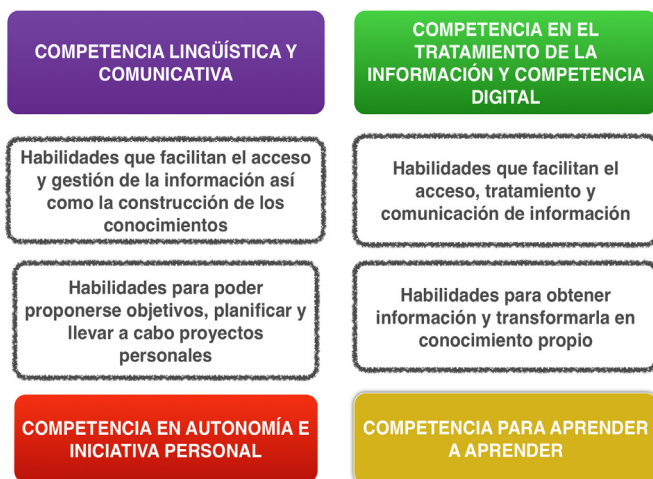 COMPETENCIA LINGÜÍSTICA Y
COMUNICATIVA
COMPETENCIA EN EL
TRATAMIENTO DE LA
INFORMACIÓN Y COMPETENCIA
DIGITAL
Habilidades que facilitan el acceso
y gestión de la información así
como la construcción de los
conocimientos
Habilidades que facilitan el
acceso, tratamiento y
comunicación de información
Habilidades para poder
proponerse objetivos, planificar y
llevar a cabo proyectos
personales
Habilidades para obtener
información y transformarla en
conocimiento propio
COMPETENCIA EN AUTONOMÍA E
INICIATIVA PERSONAL
COMPETENCIA PARA APRENDER
A APRENDER